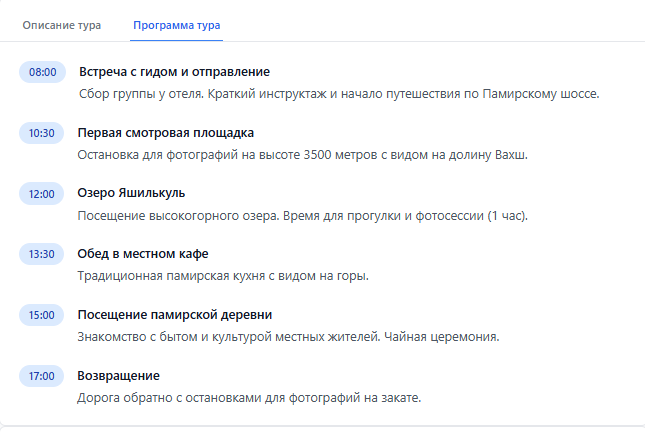 Описание тура Программа тура
08:00 Встреча с гидом и отправление
Сбор группы у отеля. Краткий инструктаж и начало путешествия по Памирскому шоссе.
10:30 Первая смотровая площадка
Остановка для фотографий на высоте 3500 метров с видом на долину Вахш.
12:00 Озеро Яшилькуль
Посещение высокогорного озера. Время для прогулки и фотосессии (1 час).
13:30 Обед в местном кафе
Традиционная памирская кухня с видом на горы.
15:00 Посещение памирской деревни
Знакомство с бытом и культурой местных жителей. Чайная церемония.
17:00 Возвращение
Дорога обратно с остановками для фотографий на закате.